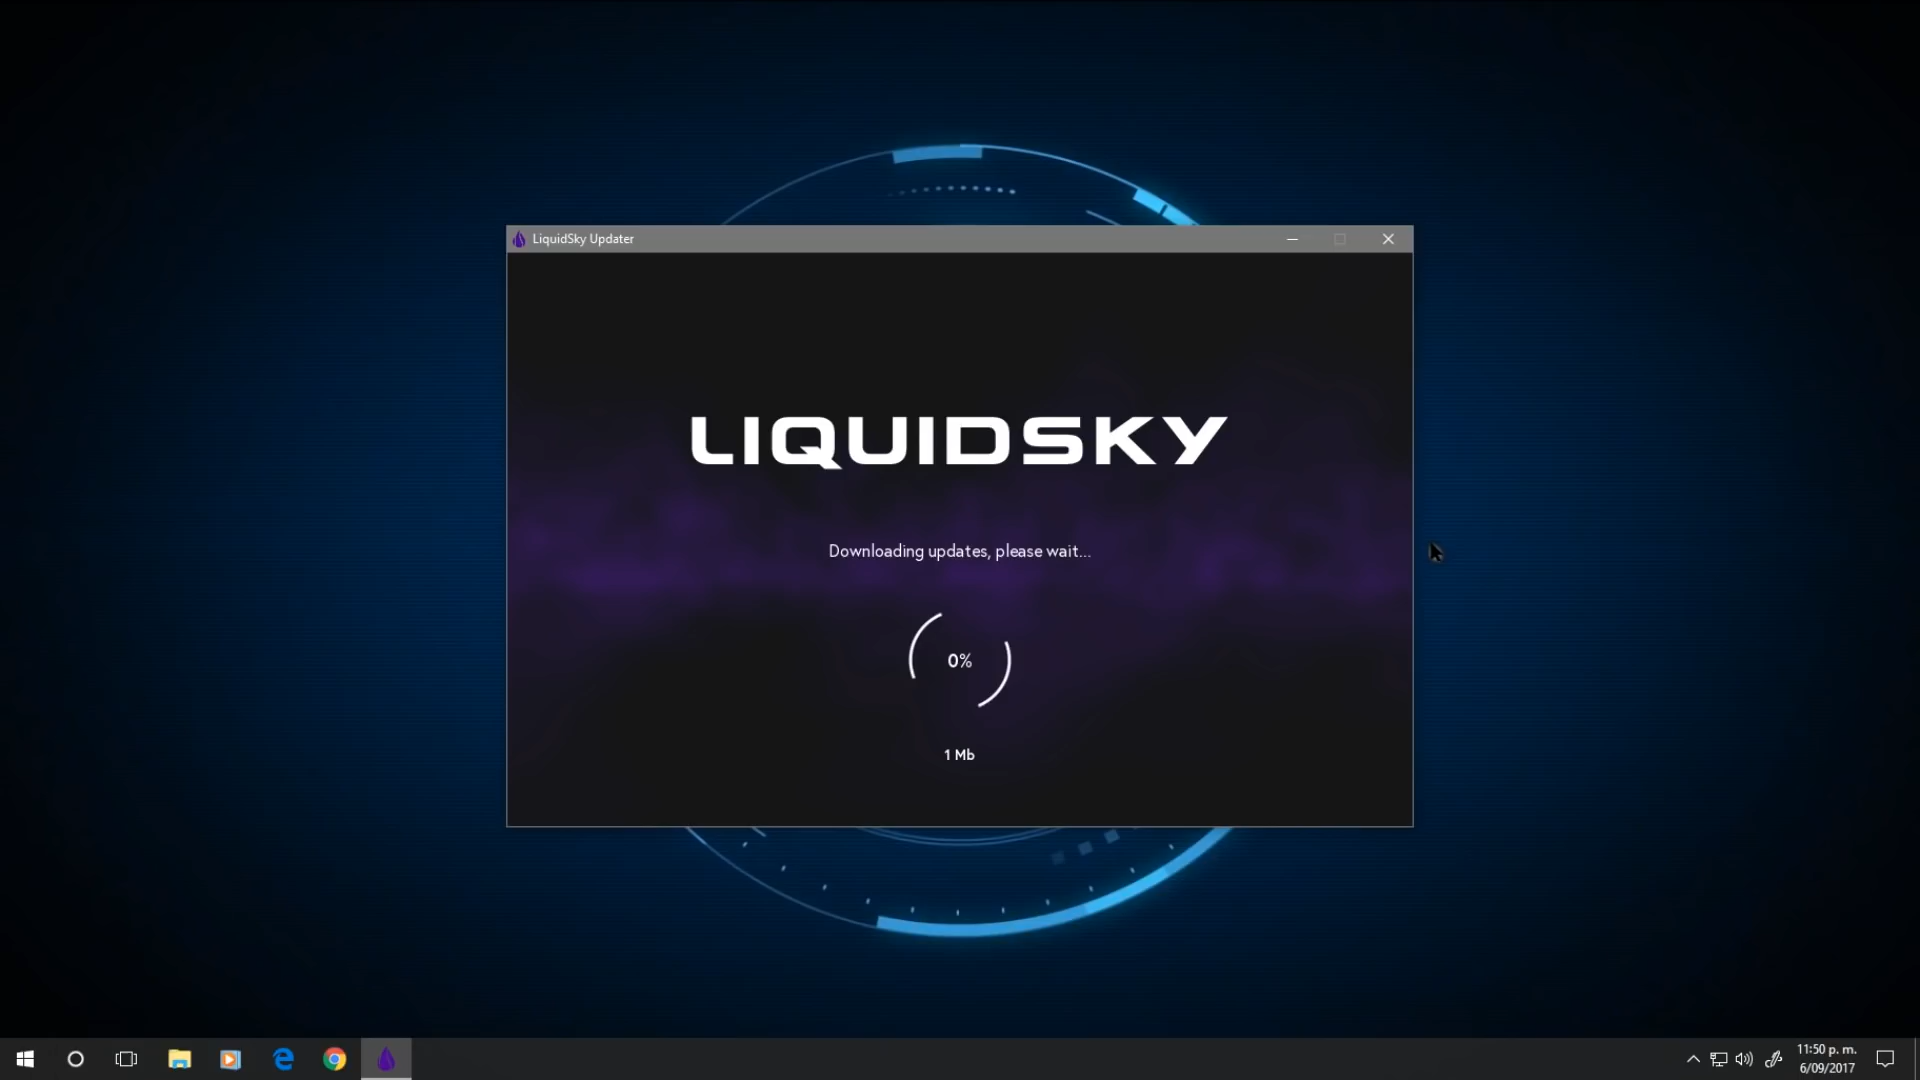 LiquidSky Updater
LIQUIDSKY
Downloading updates, please wait...
0%
1 Mb
11:50 p. m.
6/09/2017